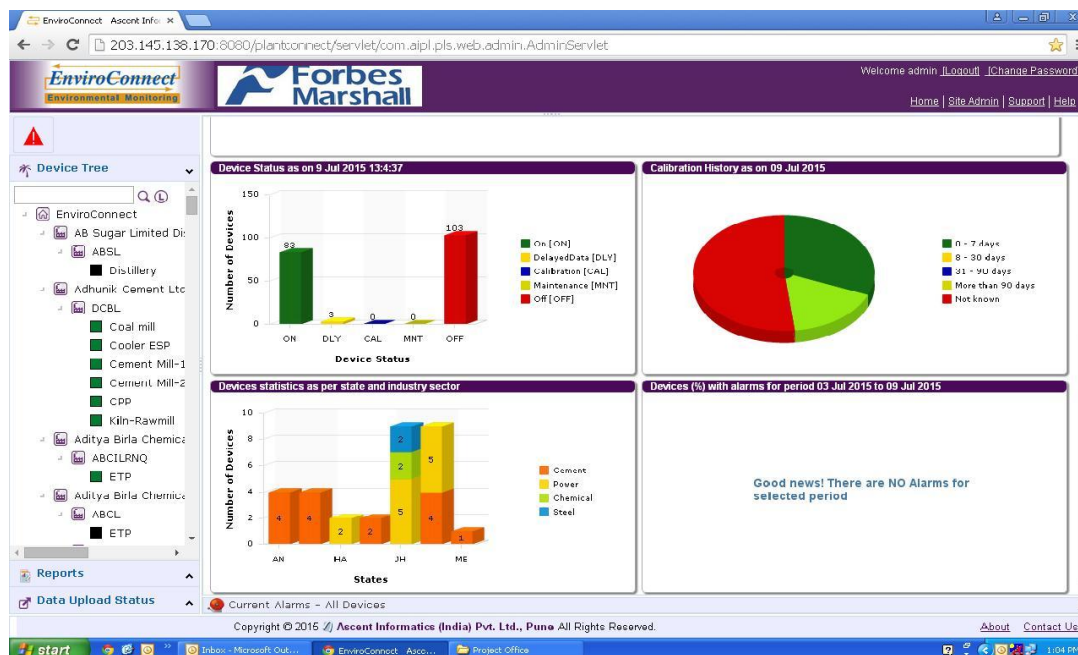 EnviroConnect Ascent Info
203.145.138.170:8080/plantconnect/servlet/com.aipl.pls.web.admin.AdminServlet
EnviroConnect
Environmental Monitoring
Forbes
Marshall
Welcome admin [Logout] [Change Password
Home | Site Admin | Support | Help
Device Tree
EnviroConnect
AB Sugar Limited Di
ABSL
Distillery
Adhunik Cement Ltd
DCBL
Coal mill
Cooler ESP
Cement Mill-1
Cement Mill-2
CPP
Kiln-Rawmill
Aditya Birla Chemica
ABCILRNQ
ETP
Aditya Birla Chemica
ABCL
ETP
Reports
Data Upload Status
Device Status as on 9 Jul 2015 13:4:37
Number of Devices
150
100
50
0
83
3
0
0
103
ON DLY CAL MNT OFF
Device Status
On [ON]
DelayedData [DLY]
Calibration [CAL]
Maintenance [MNT]
Off [OFF]
Calibration History as on 09 Jul 2015
0 - 7 days
8 - 30 days
31 - 90 days
More than 90 days
Not known
Devices statistics as per state and industry sector
Number of Devices
10
8
6
4
2
0
4
4
2
2
2
2
5
5
4
1
AN HA JH ME
States
Cement
Power
Chemical
Steel
Devices (%) with alarms for period 03 Jul 2015 to 09 Jul 2015
Good news! There are NO Alarms for
selected period
Current Alarms - All Devices
Copyright © 2015 Ascent Informatics (India) Pvt. Ltd., Pune All Rights Reserved.
About Contact Us
start
Inbox - Microsoft Out...
EnviroConnect Asco...
Project Office
1:04 PM